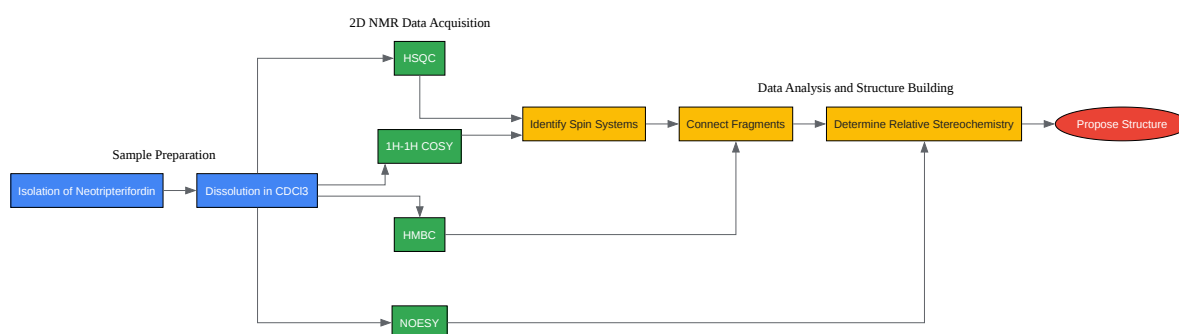 2D NMR Data Acquisition
HSQC
Data Analysis and Structure Building
Identify Spin Systems
Connect Fragments
Determine Relative Stereochemistry
Propose Structure
1H-1H COSY
Sample Preparation
Isolation of Neotripterifordin
Dissolution in CDCl3
HMBC
NOESY